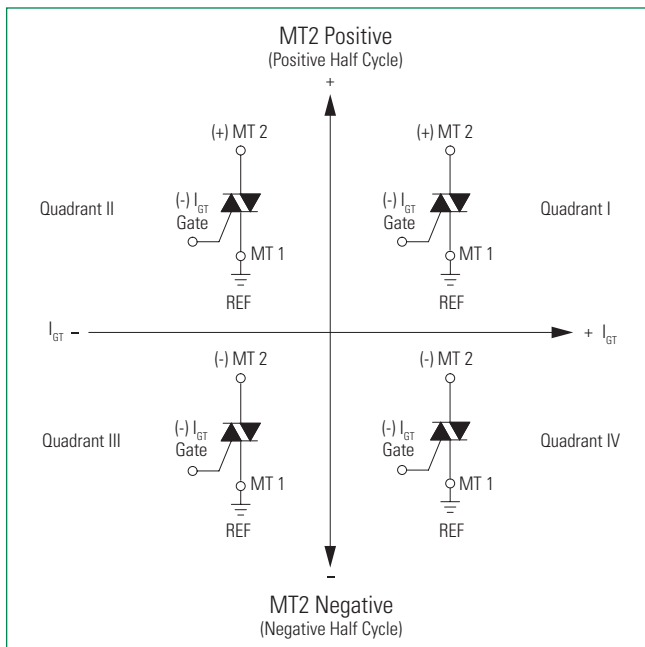 MT2 Positive
(Positive Half Cycle)
+
(+) MT 2
(-) IGT
Gate
MT 1
REF
Quadrant II
(+) MT 2
(-) IGT
Gate
MT 1
REF
Quadrant I
IGT –
+ IGT
(-) MT 2
(-) IGT
Gate
MT 1
REF
Quadrant III
(-) MT 2
(-) IGT
Gate
MT 1
REF
Quadrant IV
–
MT2 Negative
(Negative Half Cycle)